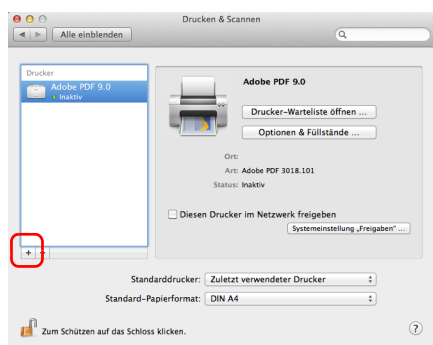 Drucken & Scannen
Alle einblenden
Drucker
Adobe PDF 9.0
Inaktiv
Adobe PDF 9.0
Drucker-Warteliste öffnen ...
Optionen & Füllstände ...
Ort:
Art: Adobe PDF 3018.101
Status: Inaktiv
Diesen Drucker im Netzwerk freigeben
Systemeinstellung „Freigaben“ ...
+ −
Standarddrucker: Zuletzt verwendeter Drucker
Standard-Papierformat: DIN A4
Zum Schützen auf das Schloss klicken.
?